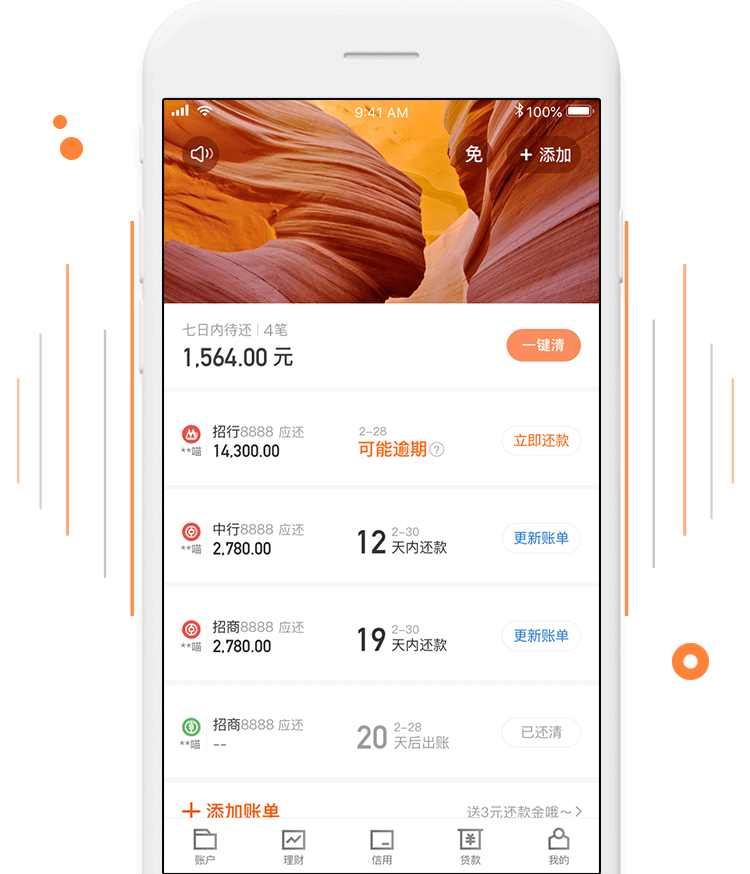 9:41 AM
100%
免
+ 添加
七日内待还 | 4笔
1,564.00 元
一键清
招行8888 应还
**喵
14,300.00
2-28
可能逾期?
立即还款
中行8888 应还
**喵
2,780.00
12
2-30
天内还款
更新账单
招商8888 应还
**喵
2,780.00
19
2-30
天内还款
更新账单
招商8888 应还
**喵
--
20
2-28
天后出账
已还清
+ 添加账单
送3元还款金哦~ >
账户
理财
信用
贷款
我的